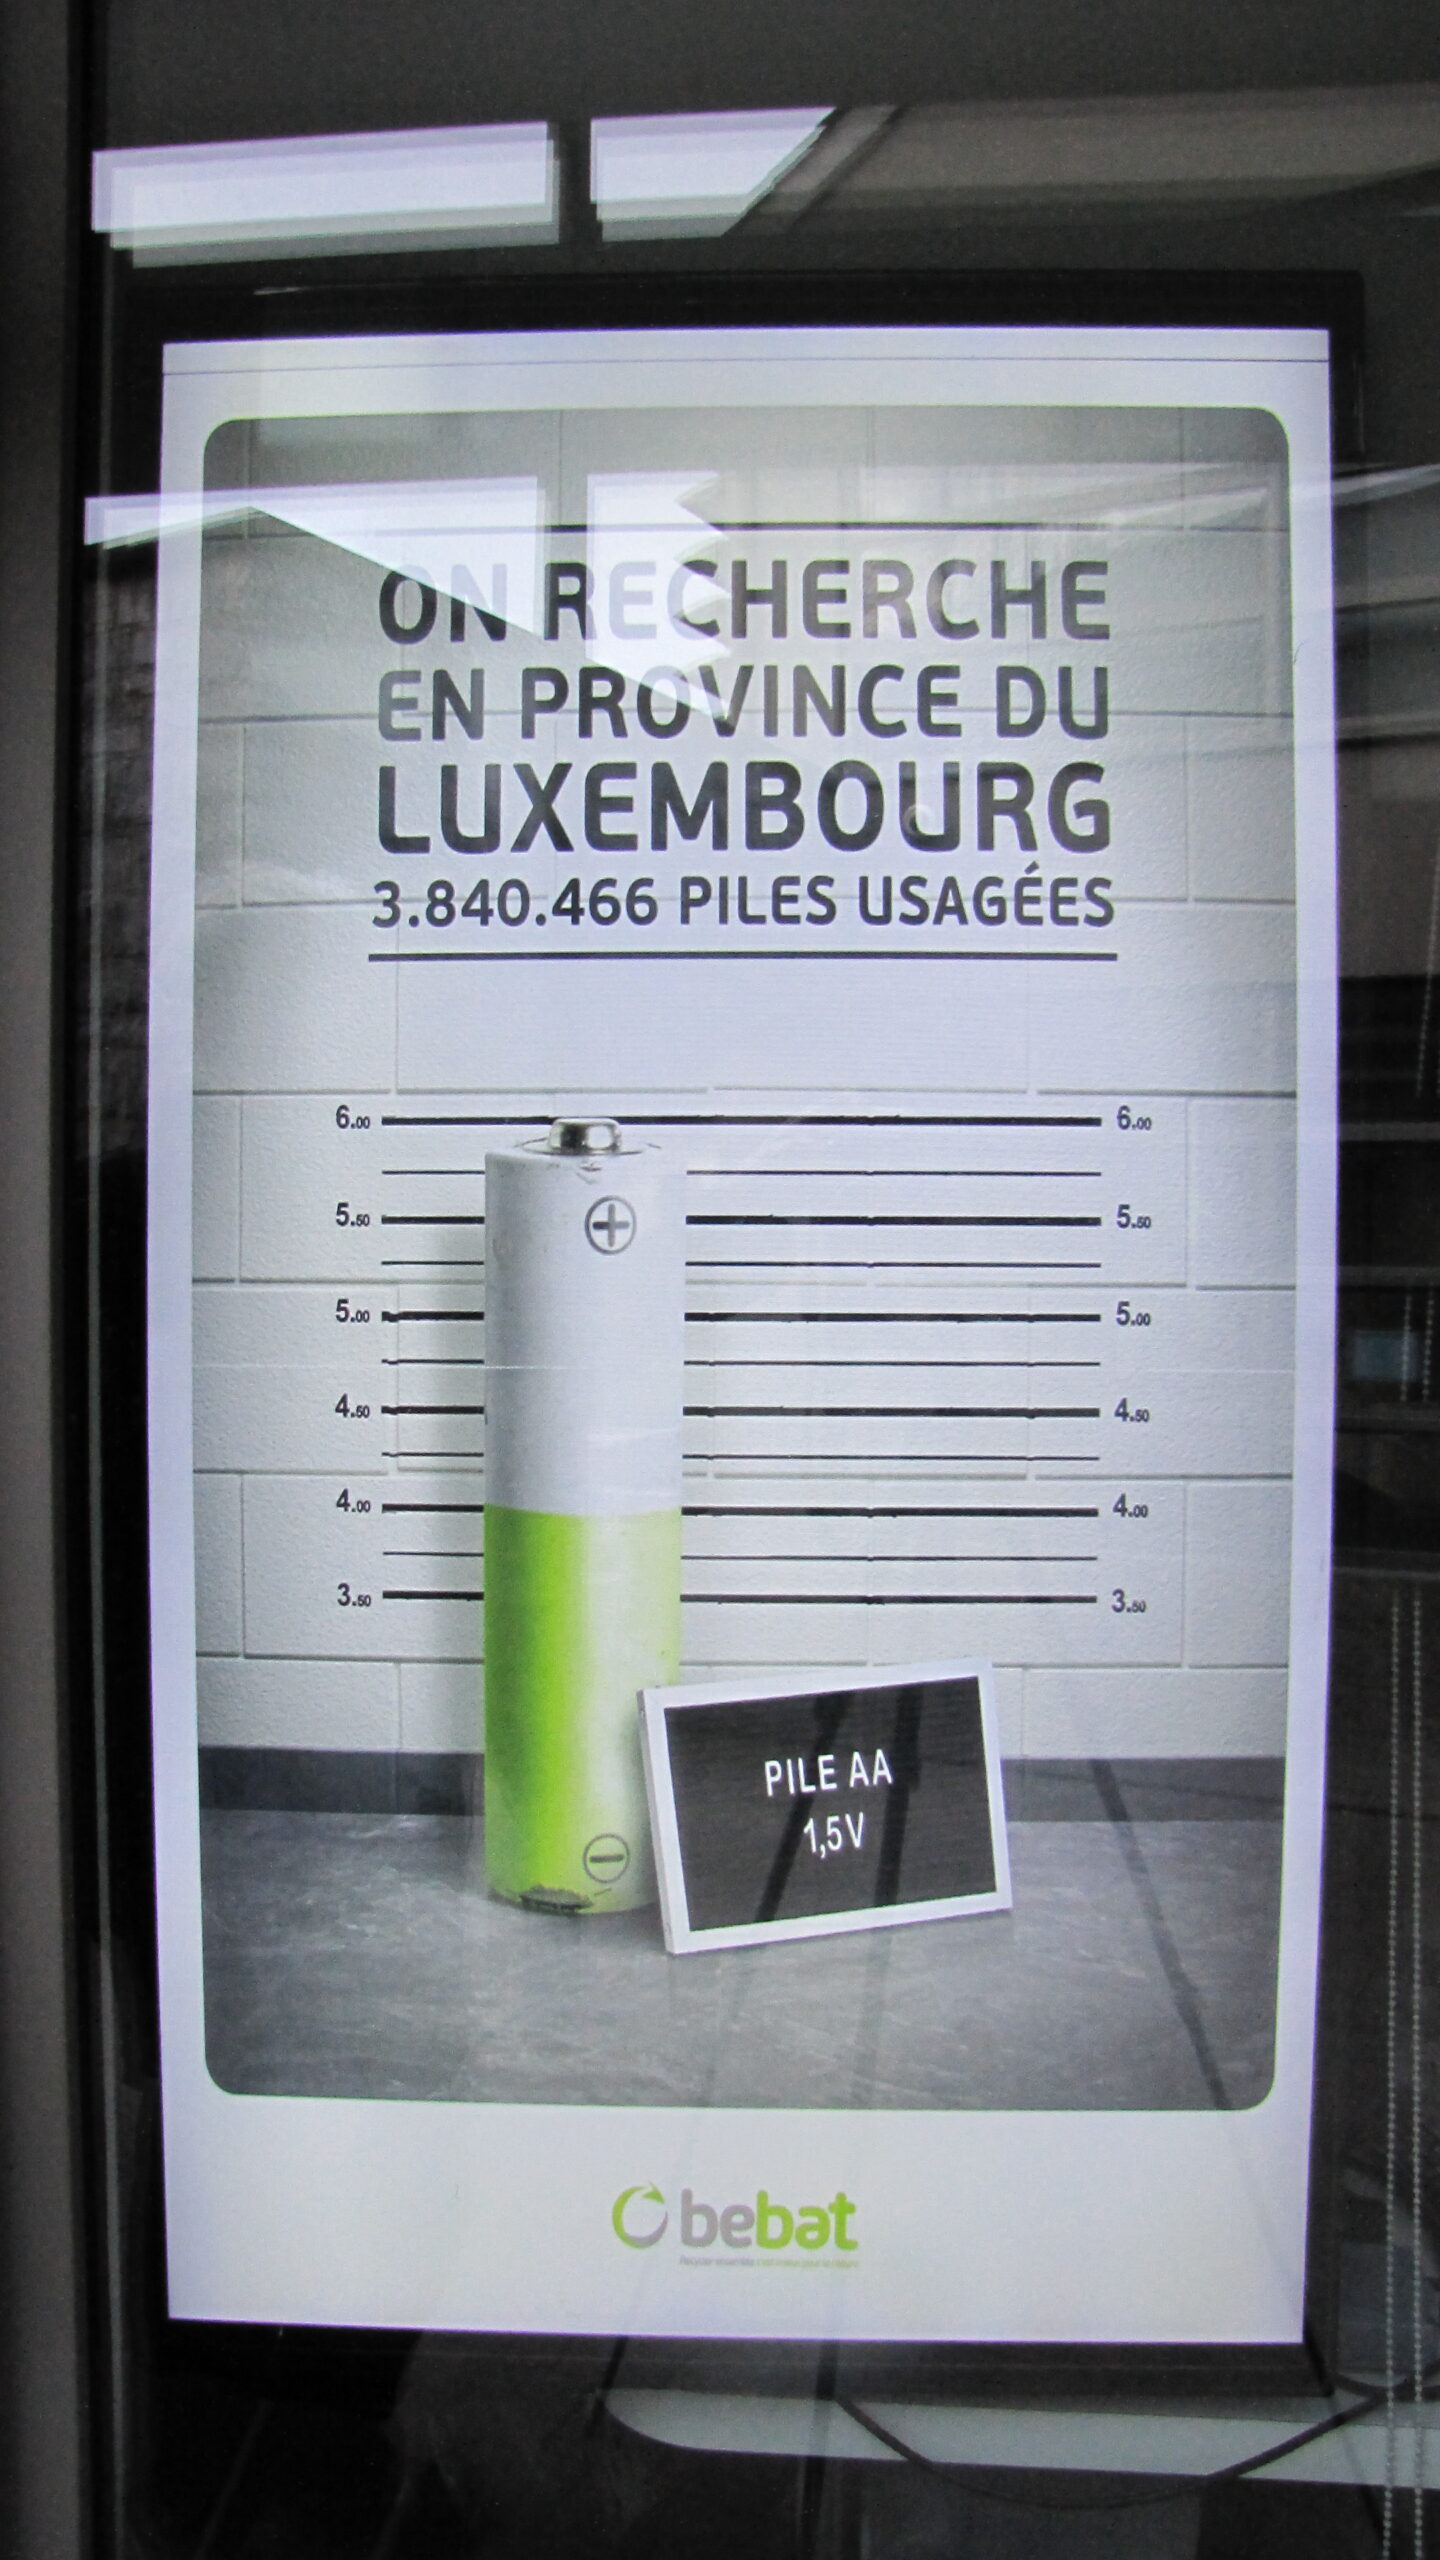 ON RECHERCHE
EN PROVINCE DU
LUXEMBOURG
3.840.466 PILES USAGÉES
6.00 6.00
5.50 5.50
5.00 5.00
4.50 4.50
4.00 4.00
3.50 3.50
+
PILE AA
1,5V
−
bebat